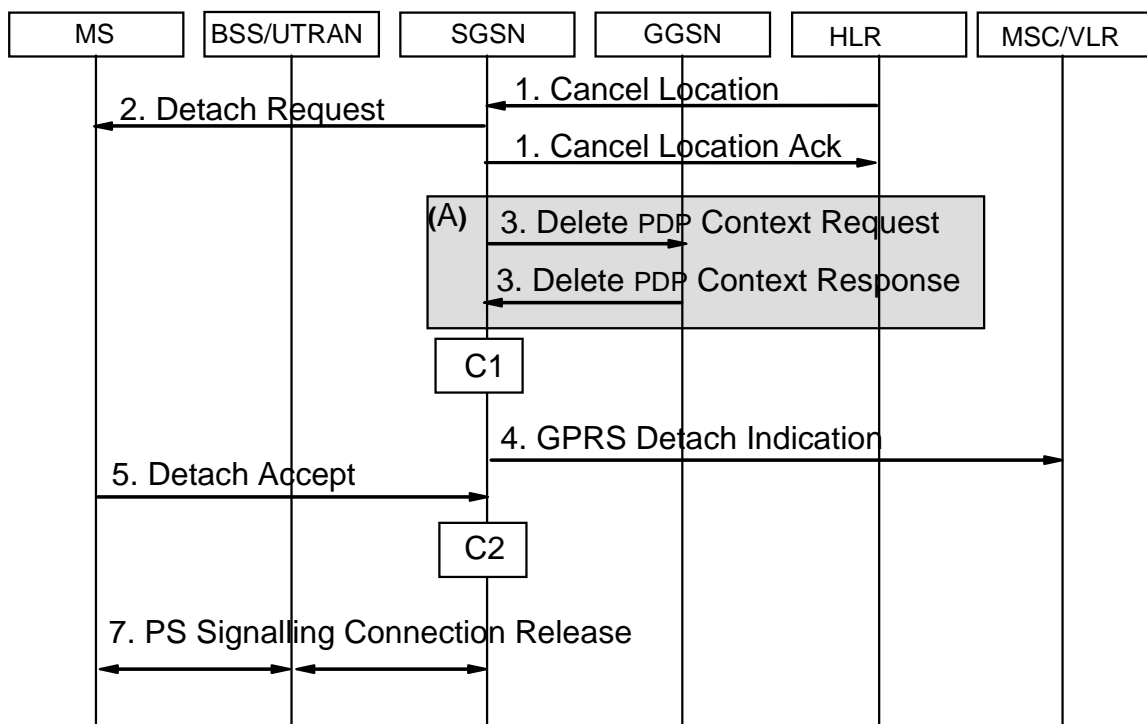 MS BSS/UTRAN SGSN GGSN HLR MSC/VLR
1. Cancel Location
2. Detach Request
1. Cancel Location Ack
(A) 3. Delete PDP Context Request
3. Delete PDP Context Response
C1
4. GPRS Detach Indication
5. Detach Accept
C2
7. PS Signalling Connection Release